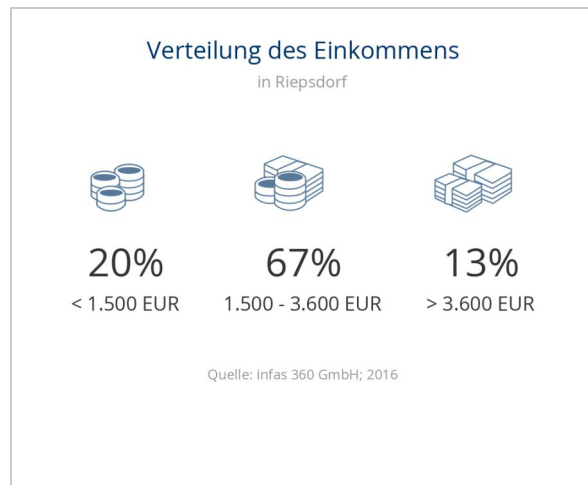 Verteilung des Einkommens
in Riepsdorf
20% 67% 13%
< 1.500 EUR 1.500 - 3.600 EUR > 3.600 EUR
Quelle: infas 360 GmbH; 2016